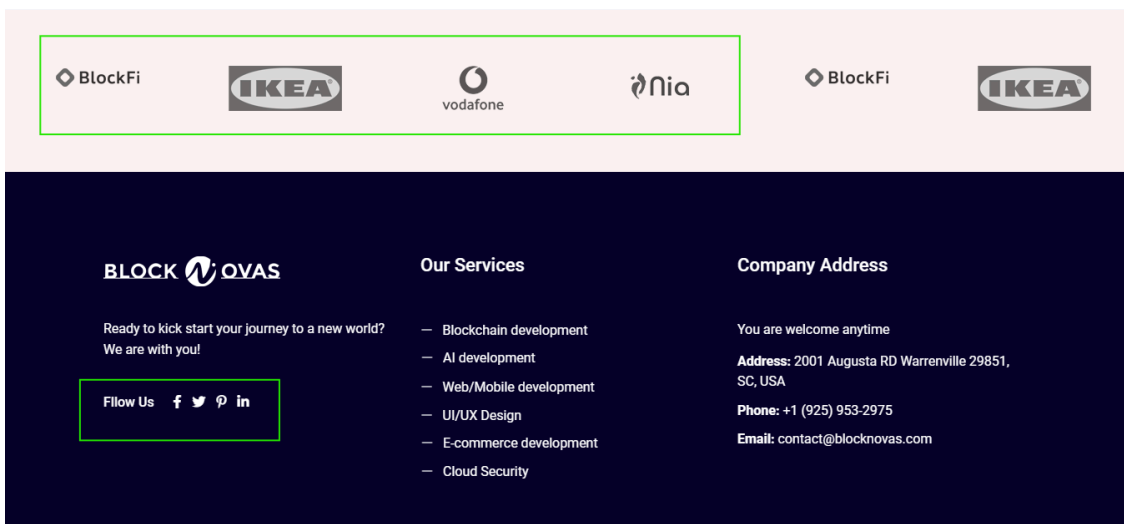 BlockFi
IKEA
vodafone
Nia
BlockFi
IKEA
BLOCK N OVAS
Ready to kick start your journey to a new world?
We are with you!
Fllow Us
Our Services
— Blockchain development
— AI development
— Web/Mobile development
— UI/UX Design
— E-commerce development
— Cloud Security
Company Address
You are welcome anytime
Address: 2001 Augusta RD Warrenville 29851,
SC, USA
Phone: +1 (925) 953-2975
Email: contact@blocknovas.com